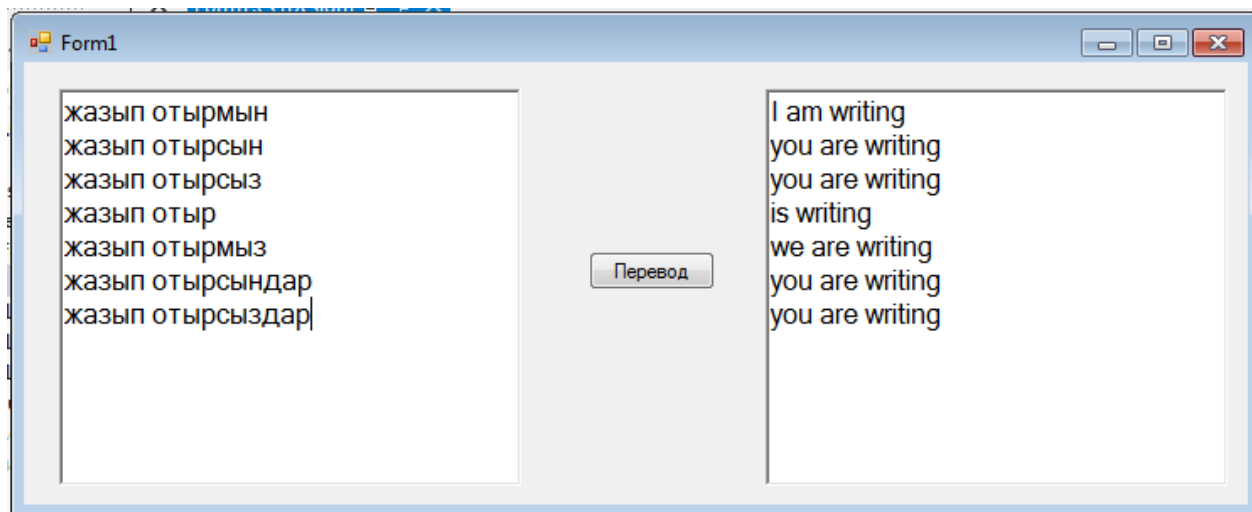 Form1
жазып отырмын
жазып отырсын
жазып отырсыз
жазып отыр
жазып отырмыз
жазып отырсындар
жазып отырсыздар
Перевод
I am writing
you are writing
you are writing
is writing
we are writing
you are writing
you are writing